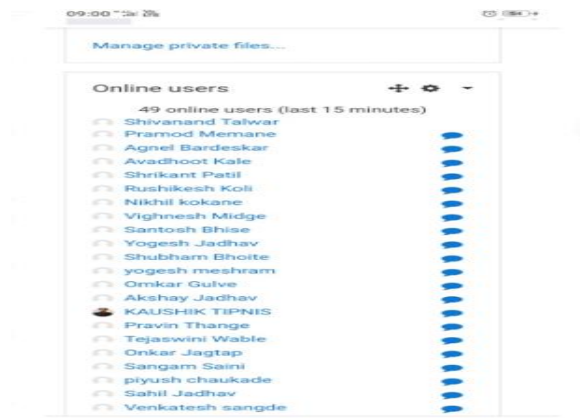 09:00
Manage private files...
Online users
49 online users (last 15 minutes)
Shivanand Talwar
Pramod Memane
Agnel Bardeskar
Avadhoot Kale
Shrikant Patil
Rushikesh Koli
Nikhil kokane
Vighnesh Midge
Santosh Bhise
Yogesh Jadhav
Shubham Bhoite
yogesh meshram
Omkar Gulve
Akshay Jadhav
KAUSHIK TIPNIS
Pravin Thange
Tejaswini Wable
Onkar Jagtap
Sangam Saini
piyush chaukade
Sahil Jadhav
Venkatesh sangde